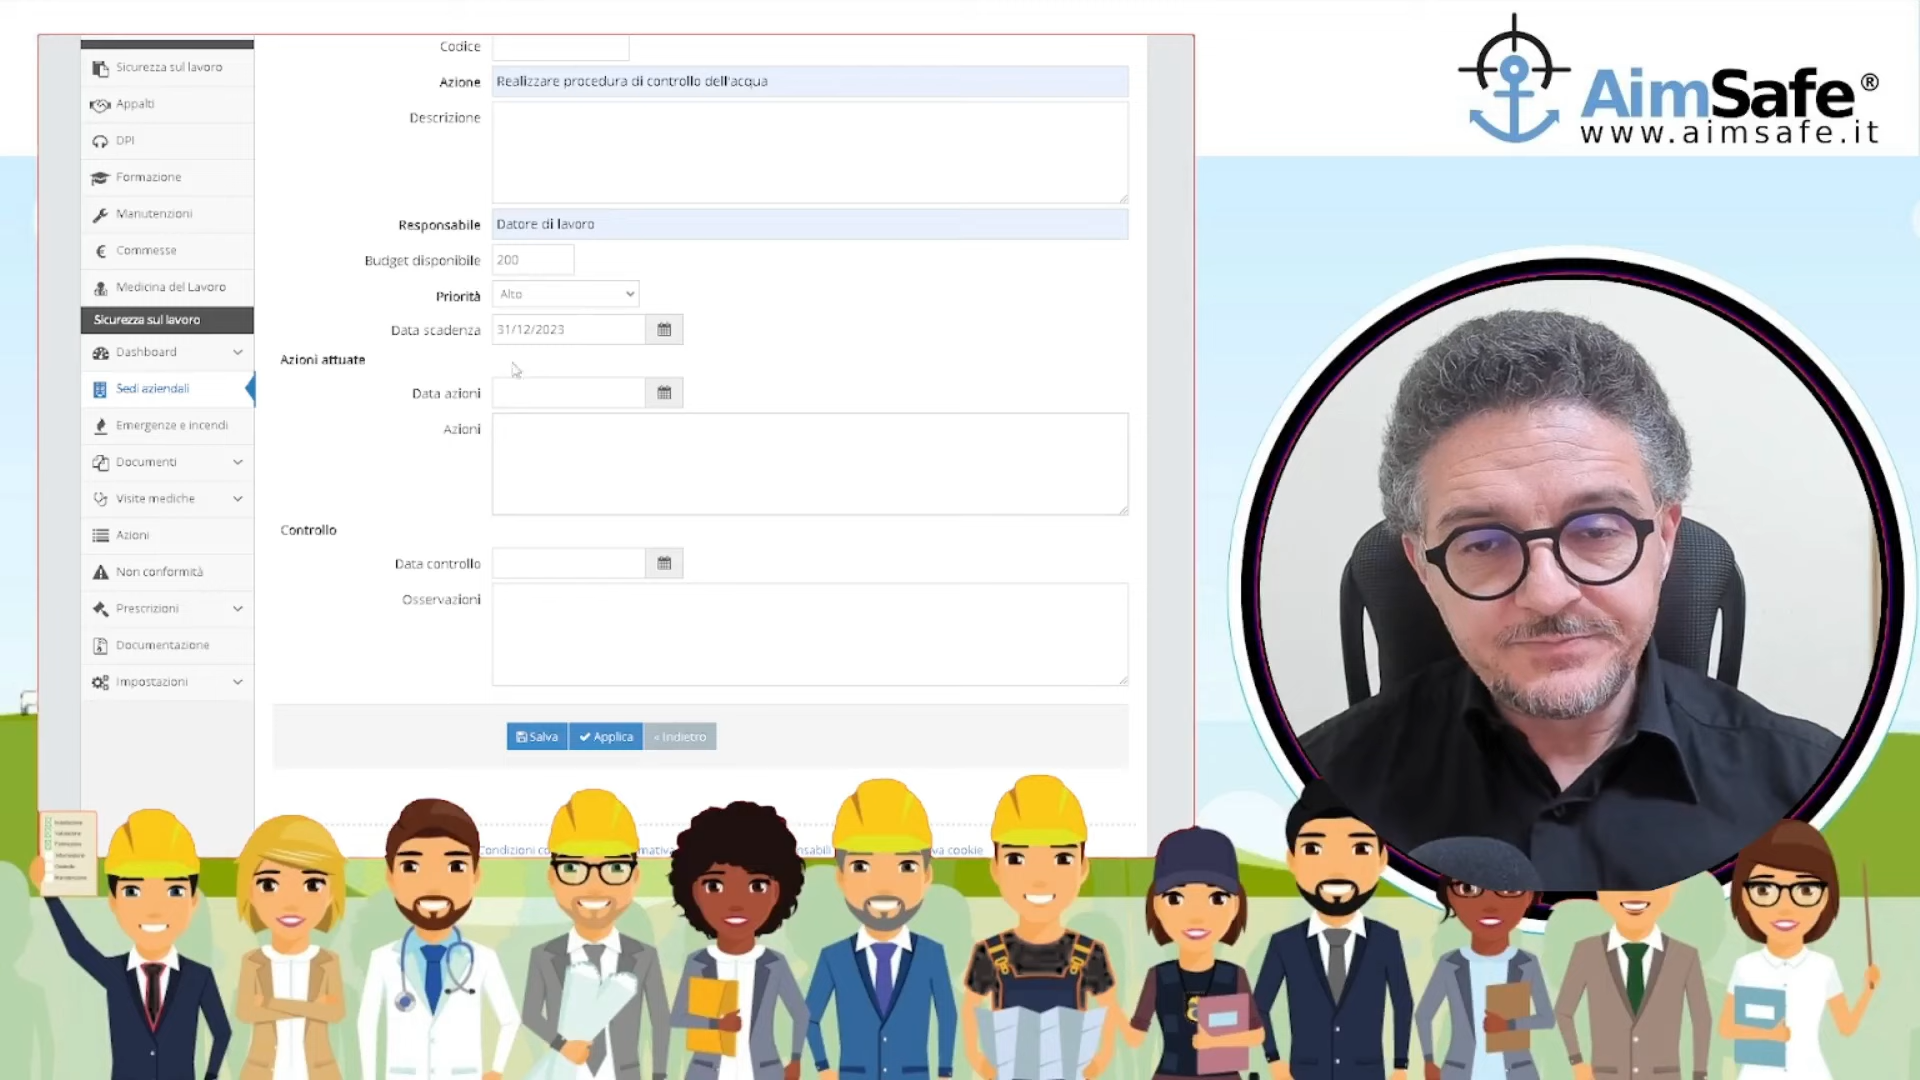 AimSafe®
www.aimsafe.it
Sicurezza sul lavoro
Appalti
DPI
Formazione
Manutenzioni
Commesse
Medicina del Lavoro
Sicurezza sul lavoro
Dashboard
Sedi aziendali
Emergenze e incendi
Documenti
Visite mediche
Azioni
Non conformità
Prescrizioni
Documentazione
Impostazioni
Codice
Azione Realizzare procedura di controllo dell'acqua
Descrizione
Responsabile Datore di lavoro
Budget disponibile 200
Priorità Alto
Data scadenza 31/12/2023
Azioni attuate
Data azioni
Azioni
Controllo
Data controllo
Osservazioni
Salva Applica « Indietro
Condizioni cookie